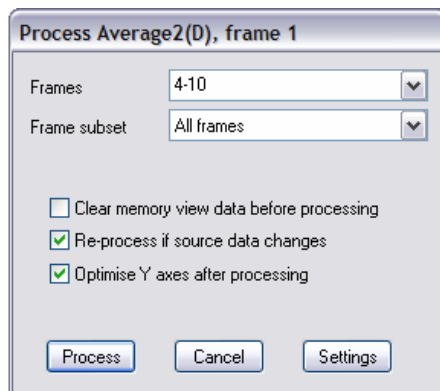 Process Average2(D), frame 1
Frames 4-10
Frame subset All frames
Clear memory view data before processing
Re-process if source data changes
Optimise Y axes after processing
Process Cancel Settings